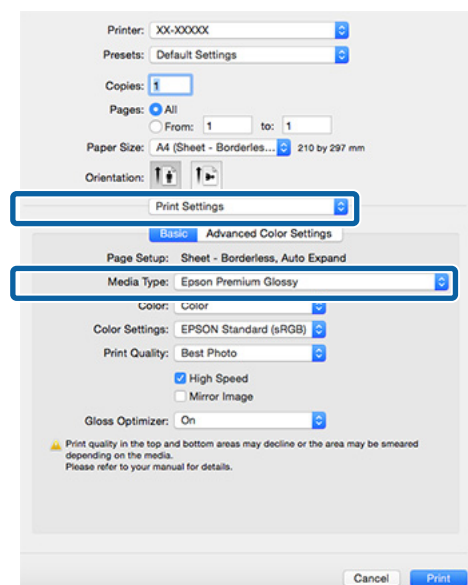 Printer: XX-XXXXX
Presets: Default Settings
Copies: 1
Pages: All
From: 1 to: 1
Paper Size: A4 (Sheet - Borderles... 210 by 297 mm
Orientation:
Print Settings
Basic Advanced Color Settings
Page Setup: Sheet - Borderless, Auto Expand
Media Type: Epson Premium Glossy
Color: Color
Color Settings: EPSON Standard (sRGB)
Print Quality: Best Photo
High Speed
Mirror Image
Gloss Optimizer: On
Print quality in the top and bottom areas may decline or the area may be smeared
depending on the media.
Please refer to your manual for details.
Cancel Print